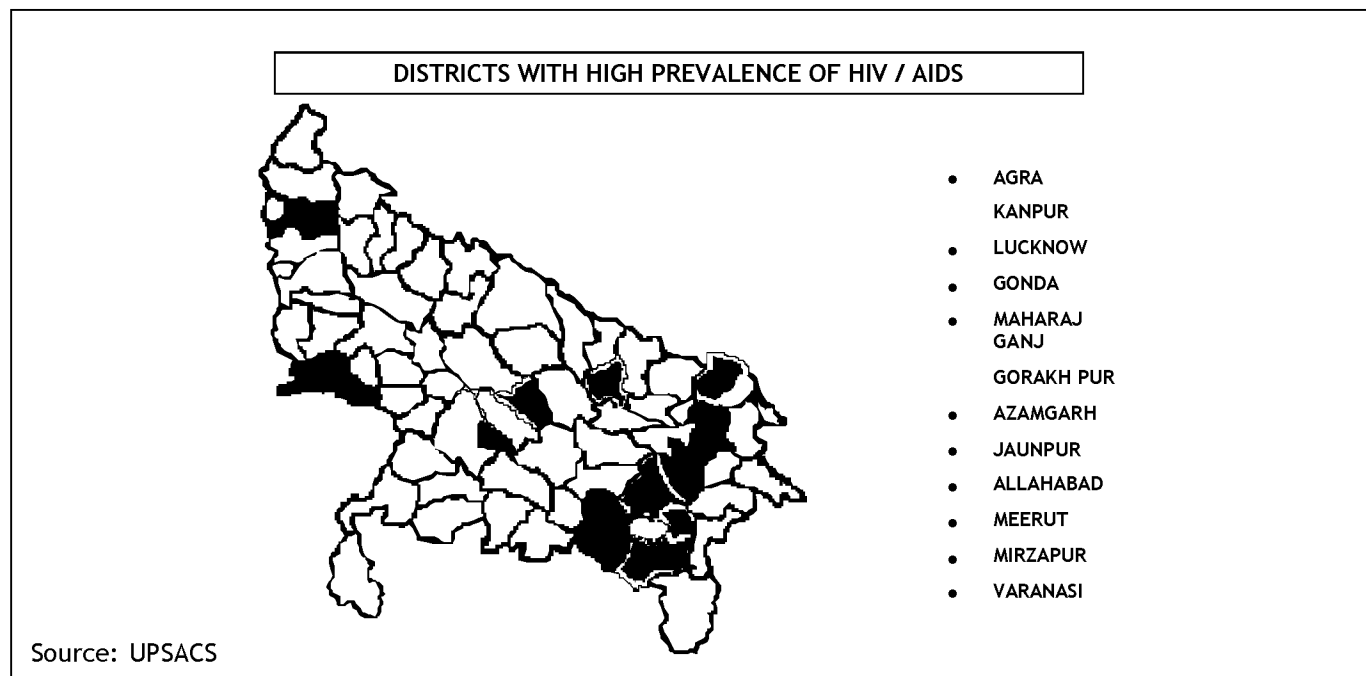 DISTRICTS WITH HIGH PREVALENCE OF HIV / AIDS
• AGRA
KANPUR
• LUCKNOW
• GONDA
• MAHARAJ
GANJ
GORAKH PUR
• AZAMGARH
• JAUNPUR
• ALLAHABAD
• MEERUT
• MIRZAPUR
• VARANASI
Source: UPSACS